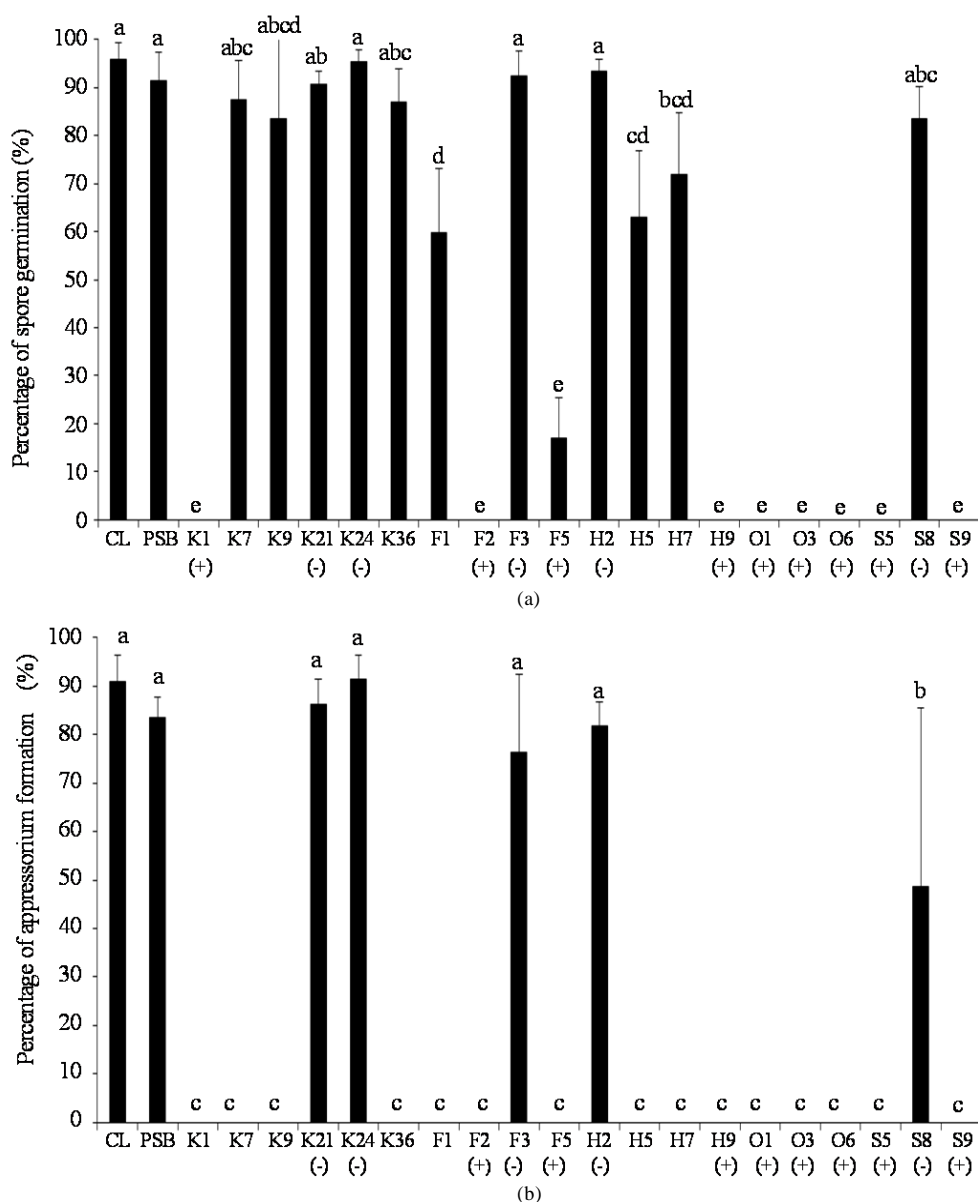 a a abc abcd ab a abc a a abc
bcd
cd
d
e
e e e e e e e e
Percentage of spore germination (%)
100
90
80
70
60
50
40
30
20
10
0
CL PSB K1 K7 K9 K21 K24 K36 F1 F2 F3 F5 H2 H5 H7 H9 O1 O3 O6 S5 S8 S9
(+) (-) (-) (+) (-) (+) (-) (+) (+) (+) (+) (+) (-) (+)
(a)
a a a a a a
b
c c c c c c c c c c c c c c c
Percentage of appressorium formation (%)
100
90
80
70
60
50
40
30
20
10
0
CL PSB K1 K7 K9 K21 K24 K36 F1 F2 F3 F5 H2 H5 H7 H9 O1 O3 O6 S5 S8 S9
(-) (-) (+) (-) (+) (-) (+) (+) (+) (+) (+) (-) (+)
(b)